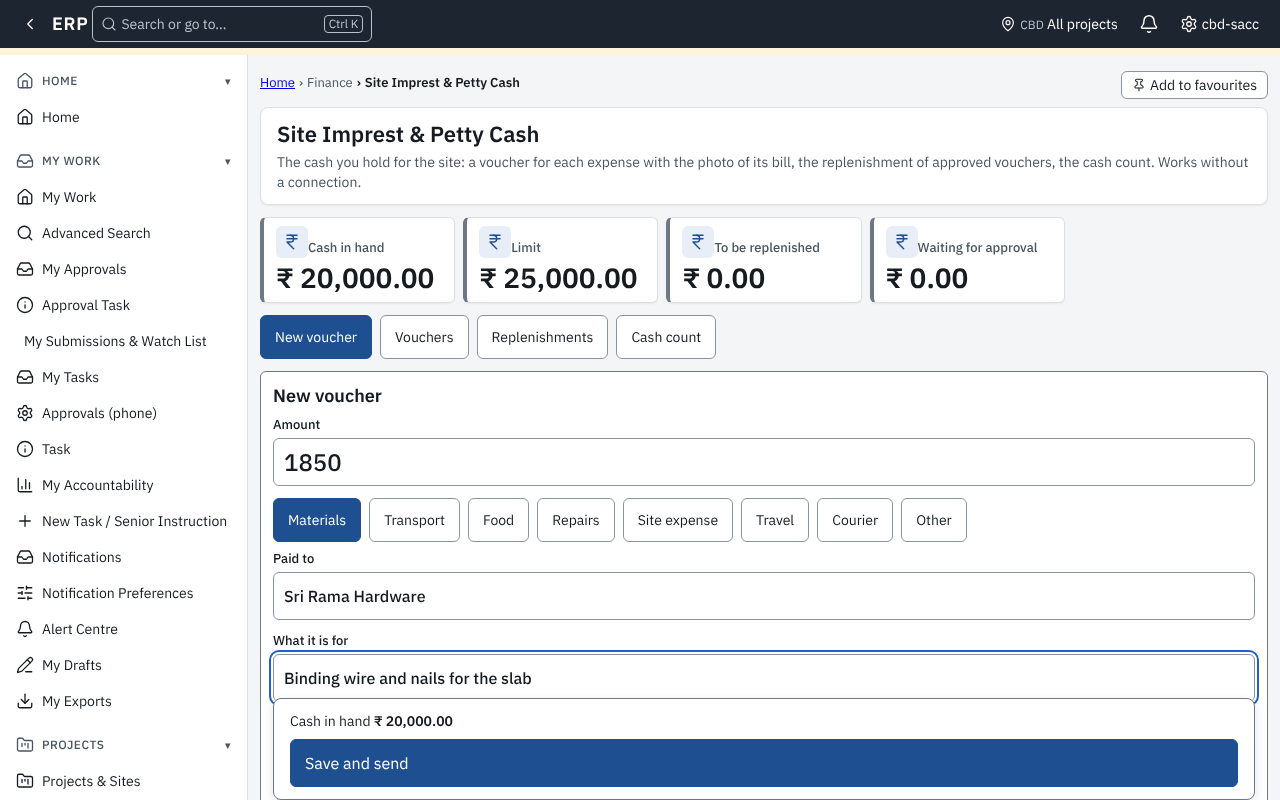 ERP
Search or go to...
Ctrl K
CBD All projects
cbd-sacc
HOME
Home
MY WORK
My Work
Advanced Search
My Approvals
Approval Task
My Submissions & Watch List
My Tasks
Approvals (phone)
Task
My Accountability
New Task / Senior Instruction
Notifications
Notification Preferences
Alert Centre
My Drafts
My Exports
PROJECTS
Projects & Sites
Home › Finance › Site Imprest & Petty Cash
Add to favourites
Site Imprest & Petty Cash
The cash you hold for the site: a voucher for each expense with the photo of its bill, the replenishment of approved vouchers, the cash count. Works without
a connection.
₹ Cash in hand
₹ 20,000.00
₹ Limit
₹ 25,000.00
₹ To be replenished
₹ 0.00
₹ Waiting for approval
₹ 0.00
New voucher
Vouchers
Replenishments
Cash count
New voucher
Amount
1850
Materials
Transport
Food
Repairs
Site expense
Travel
Courier
Other
Paid to
Sri Rama Hardware
What it is for
Binding wire and nails for the slab
Cash in hand ₹ 20,000.00
Save and send